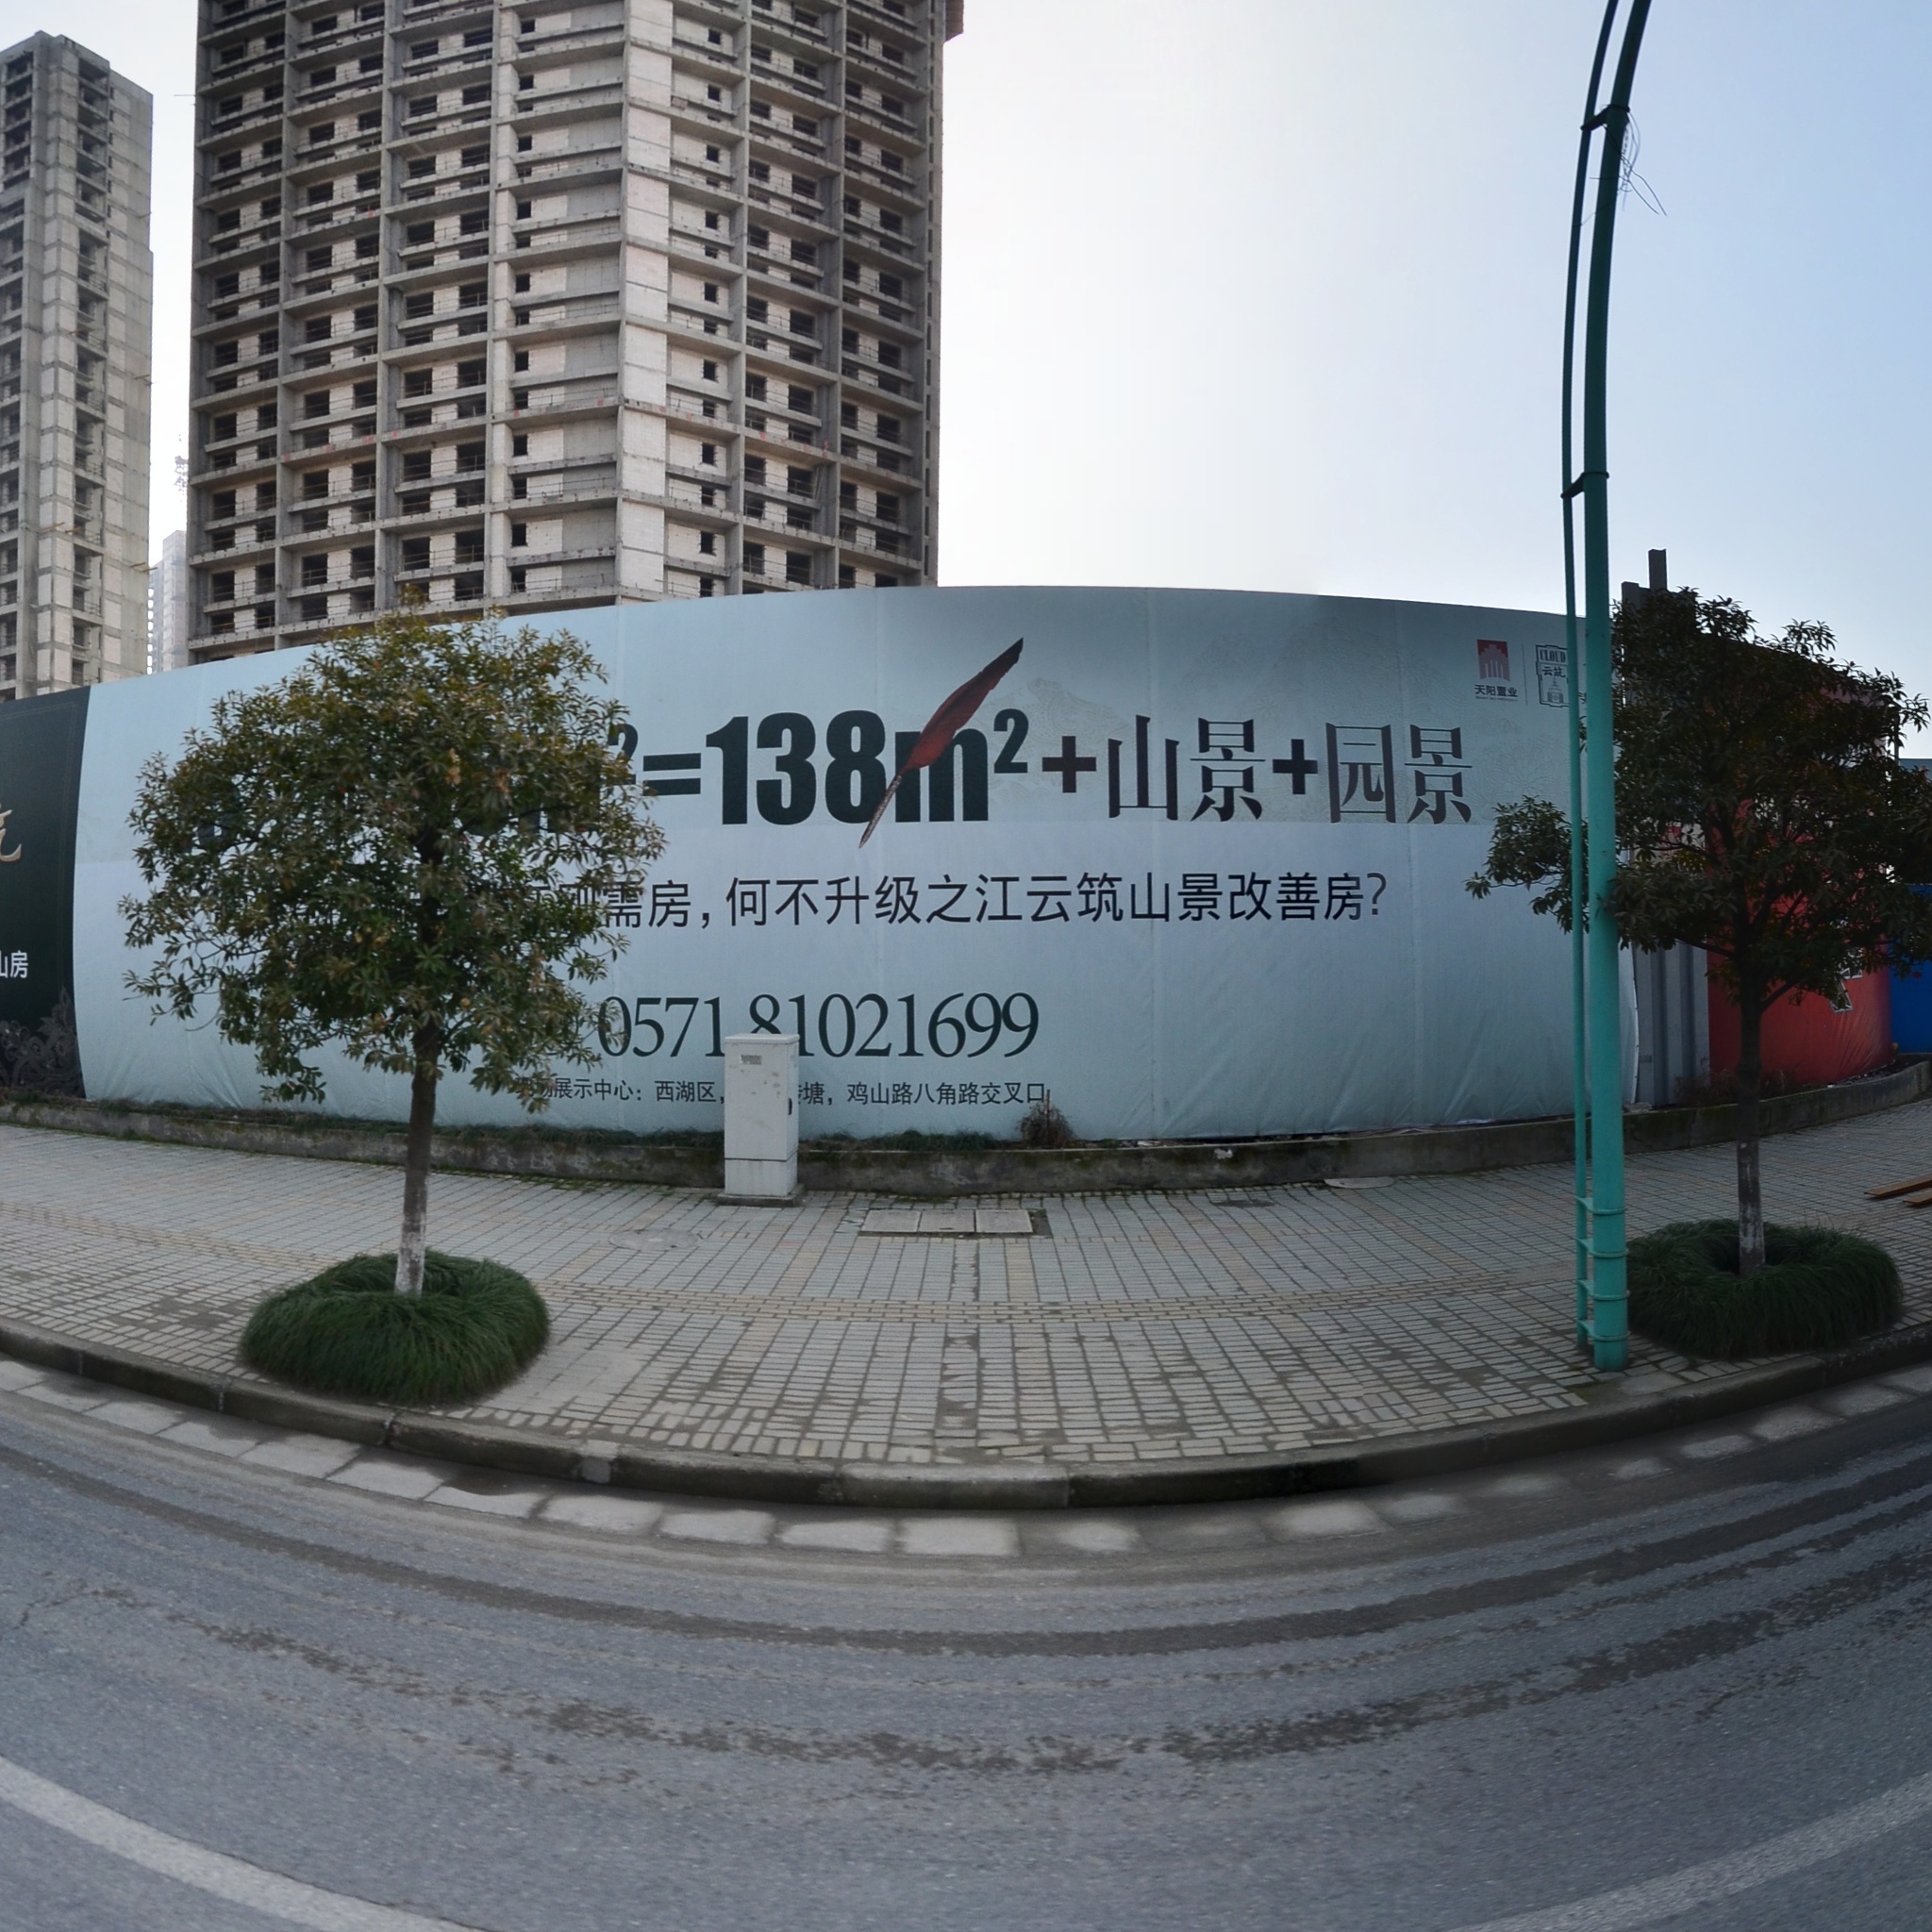 天阳置业
CLOUD
云筑
=138m²+山景+园景
需房，何不升级之江云筑山景改善房？
0571 81021699
展示中心：西湖区，塘，鸡山路八角路交叉口
山房